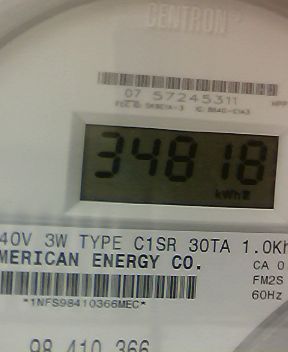 CENTRON
07 57245311
34818
kWh
40V 3W TYPE C1SR 30TA 1.0Kh
MERICAN ENERGY CO.
CA 0
FM2S
60Hz
*1NFS98410366MEC*
98 410 366